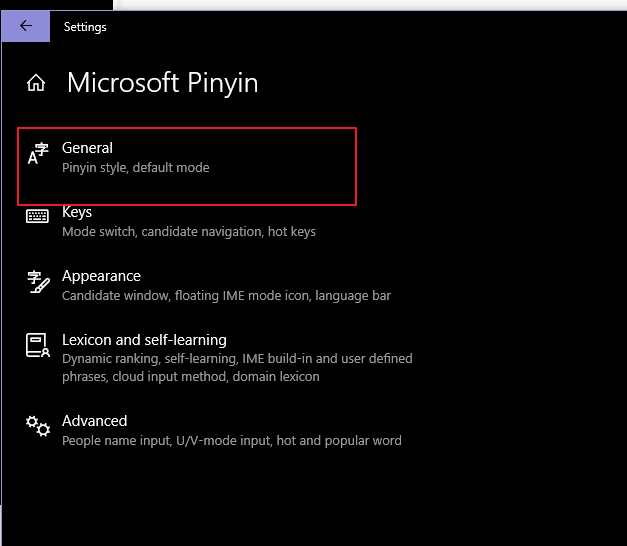 Settings
Microsoft Pinyin
General
Pinyin style, default mode
Keys
Mode switch, candidate navigation, hot keys
Appearance
Candidate window, floating IME mode icon, language bar
Lexicon and self-learning
Dynamic ranking, self-learning, IME build-in and user defined
phrases, cloud input method, domain lexicon
Advanced
People name input, U/V-mode input, hot and popular word